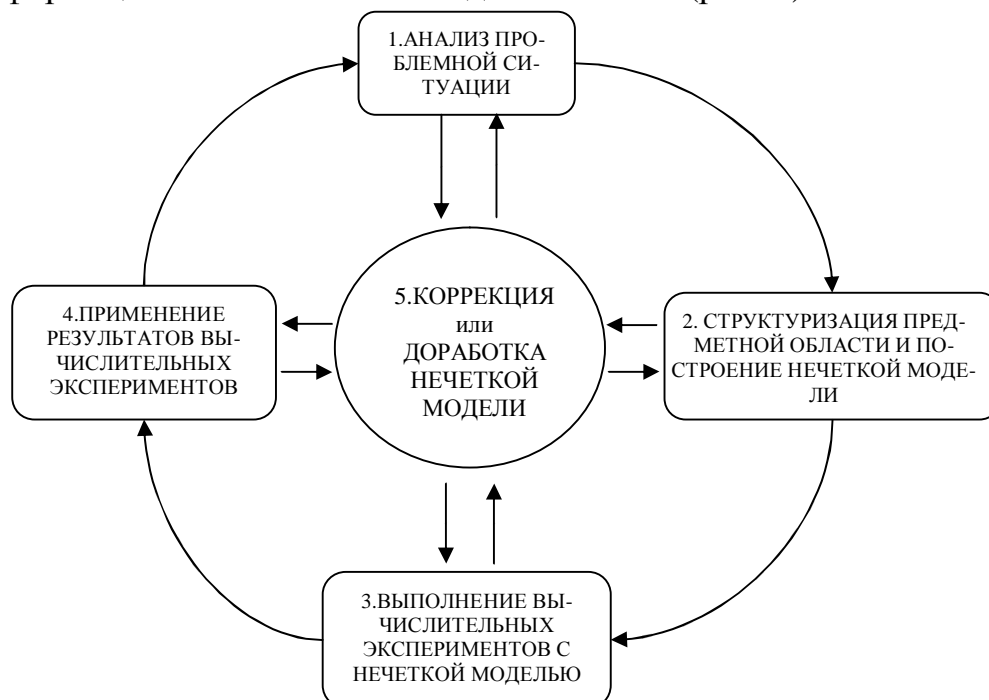 1.АНАЛИЗ ПРО-
БЛЕМНОЙ СИ-
ТУАЦИИ
2. СТРУКТУРИЗАЦИЯ ПРЕД-
МЕТНОЙ ОБЛАСТИ И ПО-
СТРОЕНИЕ НЕЧЕТКОЙ МОДЕ-
ЛИ
3.ВЫПОЛНЕНИЕ ВЫ-
ЧИСЛИТЕЛЬНЫХ
ЭКСПЕРИМЕНТОВ С
НЕЧЕТКОЙ МОДЕЛЬЮ
4.ПРИМЕНЕНИЕ
РЕЗУЛЬТАТОВ ВЫ-
ЧИСЛИТЕЛЬНЫХ
ЭКСПЕРИМЕНТОВ
5.КОРРЕКЦИЯ
или
ДОРАБОТКА
НЕЧЕТКОЙ
МОДЕЛИ